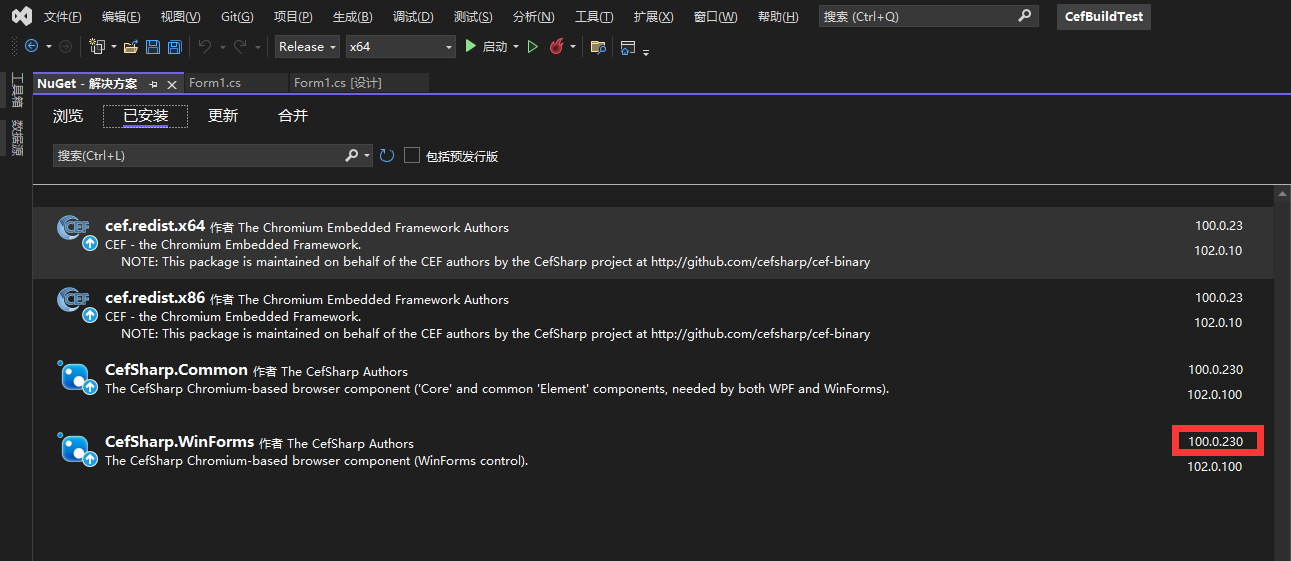 文件(F) 编辑(E) 视图(V) Git(G) 项目(P) 生成(B) 调试(D) 测试(S) 分析(N) 工具(T) 扩展(X) 窗口(W) 帮助(H) 搜索 (Ctrl+Q) CefBuildTest
Release x64 启动
工具箱
数据源
NuGet - 解决方案 Form1.cs Form1.cs [设计]
浏览 已安装 更新 合并
搜索(Ctrl+L) 包括预发行版
CEF cef.redist.x64 作者 The Chromium Embedded Framework Authors 100.0.23
CEF - the Chromium Embedded Framework. 102.0.10
NOTE: This package is maintained on behalf of the CEF authors by the CefSharp project at http://github.com/cefsharp/cef-binary
CEF cef.redist.x86 作者 The Chromium Embedded Framework Authors 100.0.23
CEF - the Chromium Embedded Framework. 102.0.10
NOTE: This package is maintained on behalf of the CEF authors by the CefSharp project at http://github.com/cefsharp/cef-binary
CefSharp.Common 作者 The CefSharp Authors 100.0.230
The CefSharp Chromium-based browser component ('Core' and common 'Element' components, needed by both WPF and WinForms). 102.0.100
CefSharp.WinForms 作者 The CefSharp Authors 100.0.230
The CefSharp Chromium-based browser component (WinForms control). 102.0.100